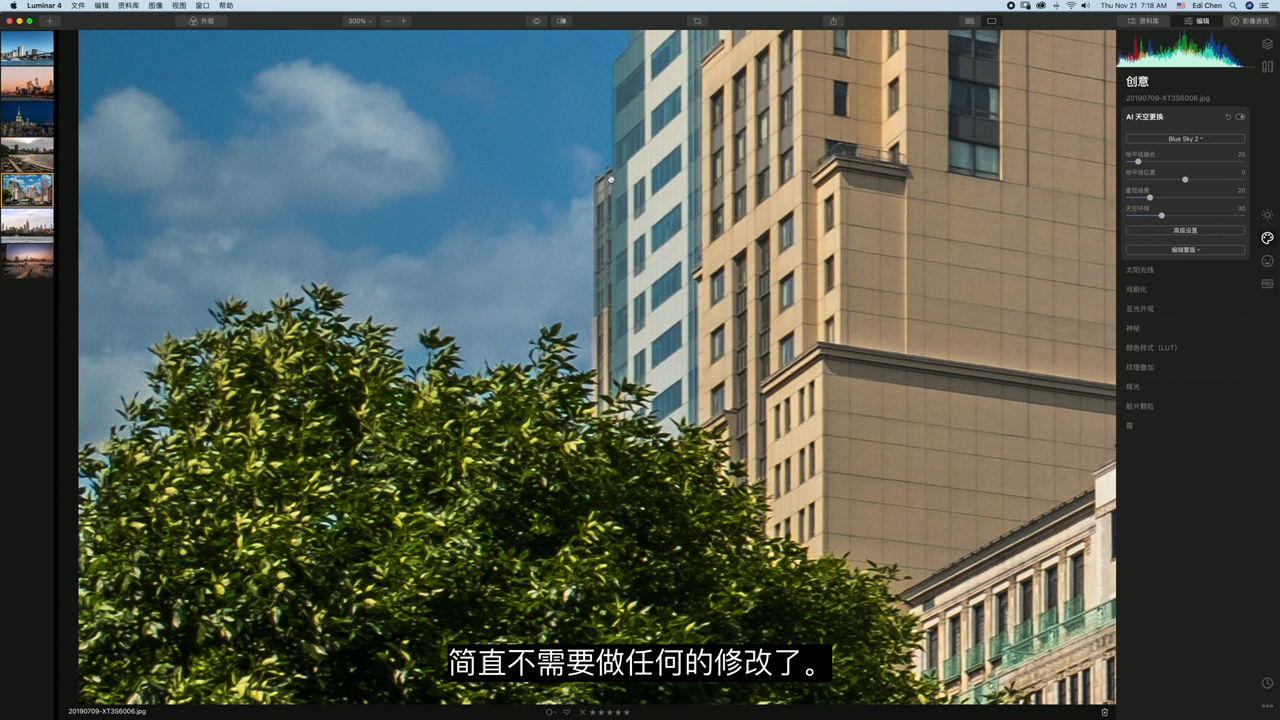 Luminar 4 文件 编辑 资料库 图像 视图 窗口 帮助
Thu Nov 21 7:18 AM Edi Chen
外观
300%
资料库 编辑 影像资讯
创意
20190709-XT3S6006.jpg
AI 天空更换
Blue Sky 2
地平线融合 20
地平线位置 0
重现场景 20
天空环境 30
高级设置
编辑蒙版
太阳光线
戏剧化
亚光外观
神秘
颜色样式（LUT）
纹理叠加
辉光
胶片颗粒
PRO
简直不需要做任何的修改了。
20190709-XT3S6006.jpg